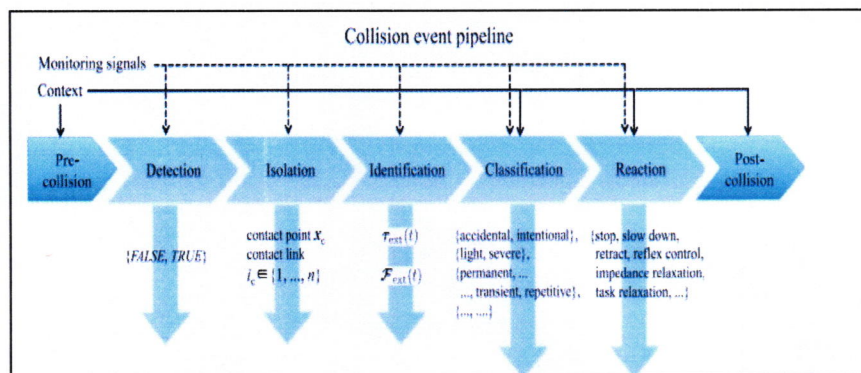 Collision event pipeline
Monitoring signals
Context
Pre-
collision
Detection
Isolation
Identification
Classification
Reaction
Post-
collision
{FALSE, TRUE}
contact point x_c
contact link
i_c ∈ {1, ..., n}
τ_ext(t)
𝓕_ext(t)
{accidental, intentional},
{light, severe},
{permanent, ...
..., transient, repetitive},
{..., ....}
{stop, slow down,
retract, reflex control,
impedance relaxation,
task relaxation, ...}